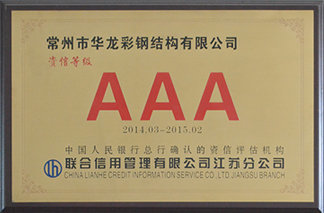 常州市华龙彩钢结构有限公司
资信等级
AAA
2014.03-2015.02
中国人民银行总行确认的资信评估机构
联合信用管理有限公司江苏分公司
CHINA LIANHE CREDIT INFORMATION SERVICE CO.,LTD JIANGSU BRANCH